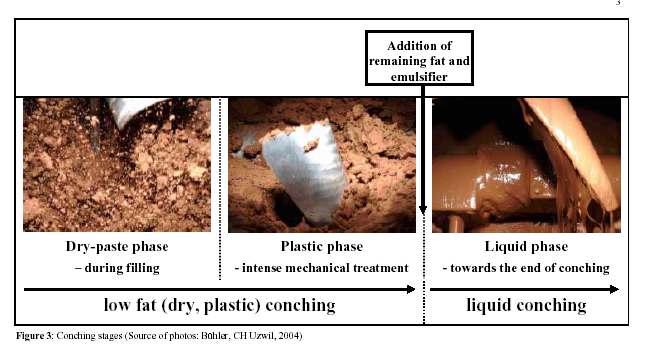 3
Addition of
remaining fat and
emulsifier
Dry-paste phase
– during filling
Plastic phase
- intense mechanical treatment
Liquid phase
- towards the end of conching
low fat (dry, plastic) conching
liquid conching
Figure 3: Conching stages (Source of photos: Bühler, CH Uzwil, 2004)